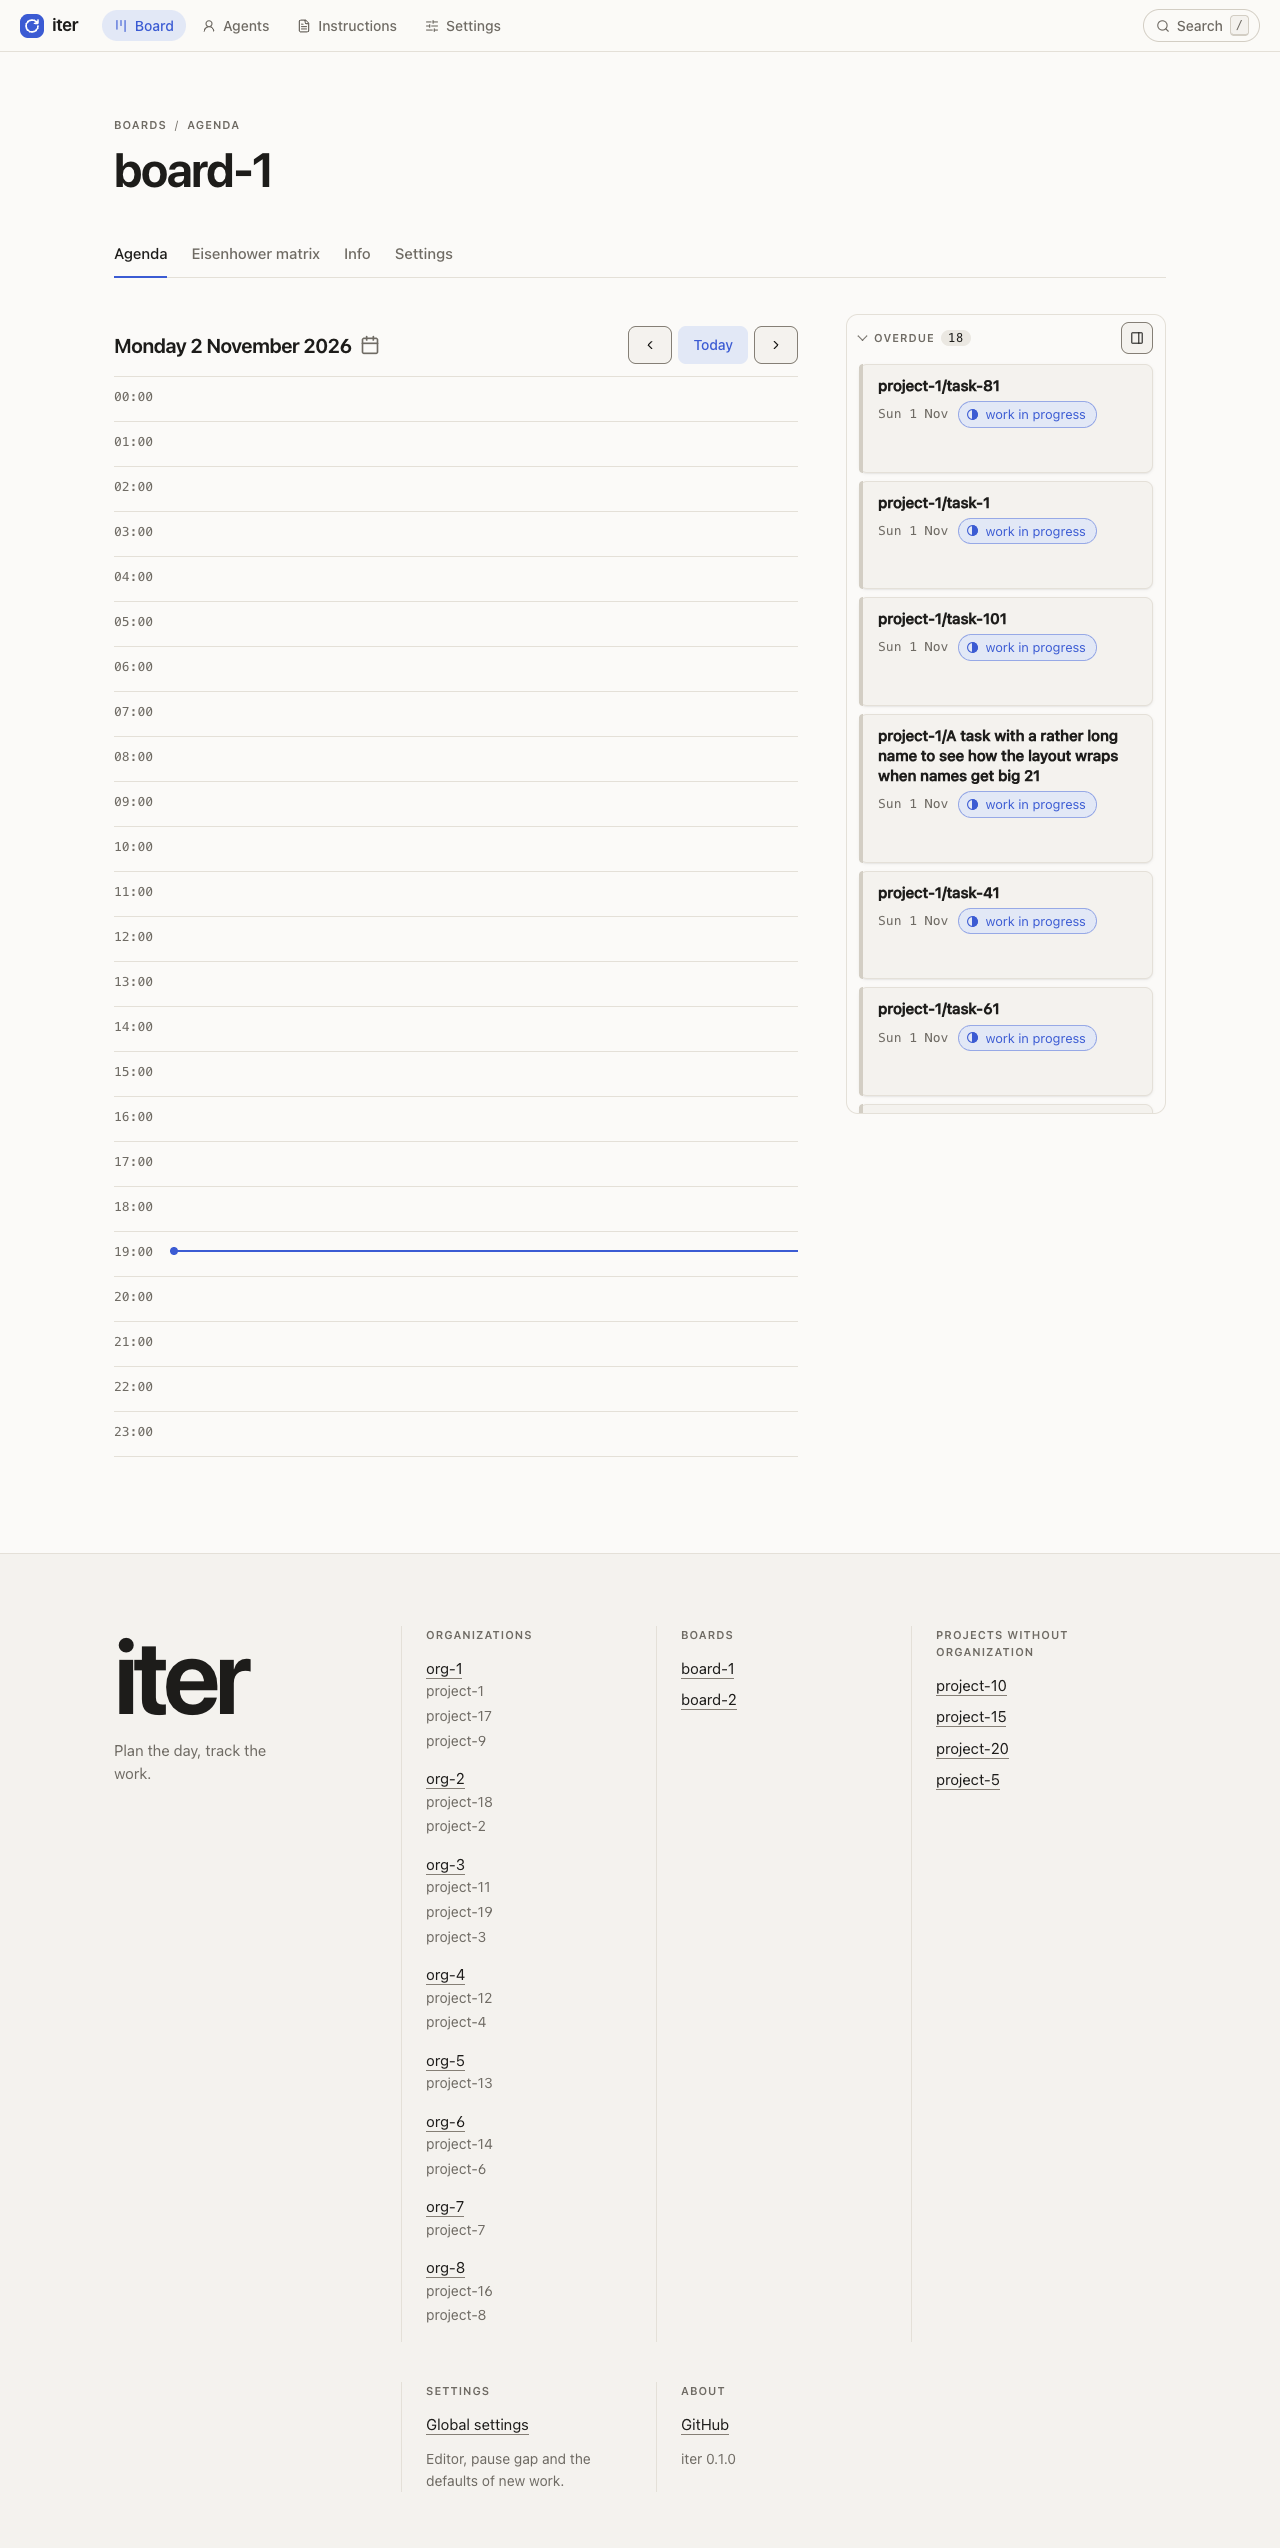 iter
Board
Agents
Instructions
Settings
Search /
BOARDS / AGENDA
board-1
Agenda
Eisenhower matrix
Info
Settings
Monday 2 November 2026
Today
00:00
01:00
02:00
03:00
04:00
05:00
06:00
07:00
08:00
09:00
10:00
11:00
12:00
13:00
14:00
15:00
16:00
17:00
18:00
19:00
20:00
21:00
22:00
23:00
OVERDUE 18
project-1/task-81
Sun 1 Nov work in progress
project-1/task-1
Sun 1 Nov work in progress
project-1/task-101
Sun 1 Nov work in progress
project-1/A task with a rather long
name to see how the layout wraps
when names get big 21
Sun 1 Nov work in progress
project-1/task-41
Sun 1 Nov work in progress
project-1/task-61
Sun 1 Nov work in progress
iter
Plan the day, track the
work.
ORGANIZATIONS
org-1
project-1
project-17
project-9
org-2
project-18
project-2
org-3
project-11
project-19
project-3
org-4
project-12
project-4
org-5
project-13
org-6
project-14
project-6
org-7
project-7
org-8
project-16
project-8
BOARDS
board-1
board-2
PROJECTS WITHOUT
ORGANIZATION
project-10
project-15
project-20
project-5
SETTINGS
Global settings
Editor, pause gap and the
defaults of new work.
ABOUT
GitHub
iter 0.1.0